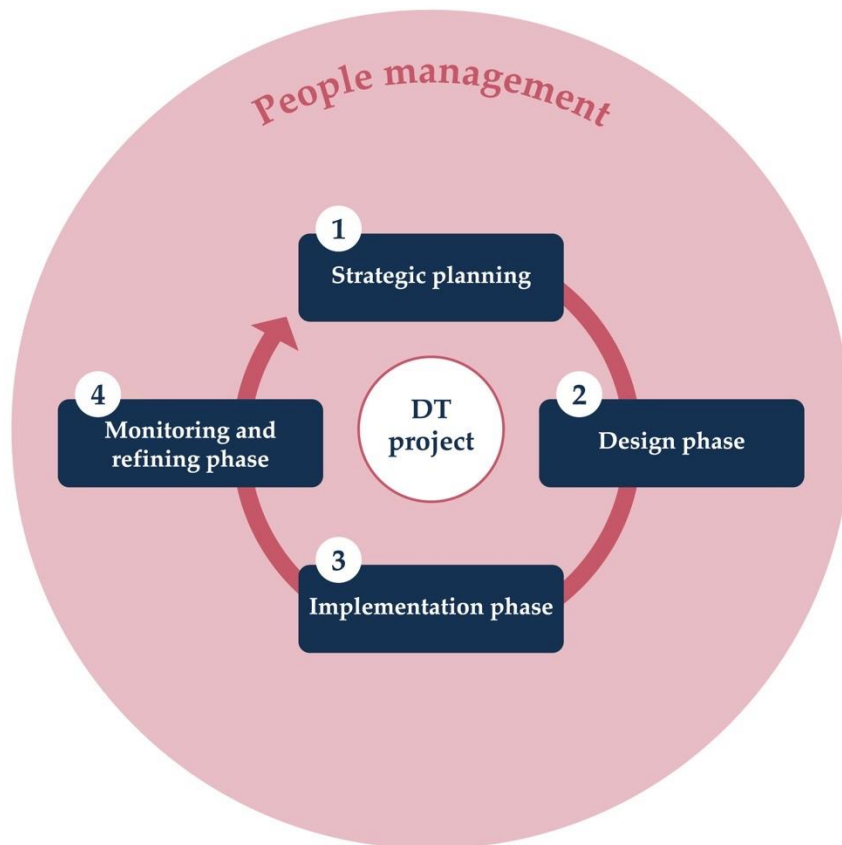 People management
1
Strategic planning
2
Design phase
3
Implementation phase
4
Monitoring and
refining phase
DT
project